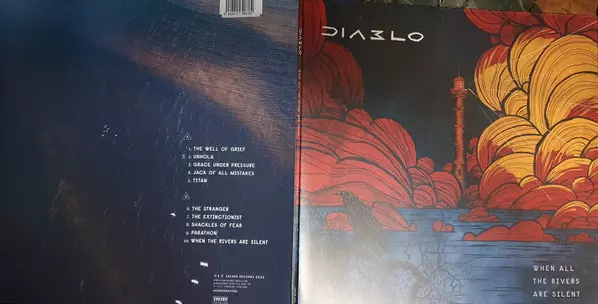 1. THE WELL OF GRIEF
2. UNHOLA
3. GRACE UNDER PRESSURE
4. JACK OF ALL MISTAKES
5. TITAN
6. THE STRANGER
7. THE EXTINCTIONIST
8. SHACKLES OF FEAR
9. PARATHON
10. WHEN THE RIVERS ARE SILENT
DIABLO
DIABLO
WHEN ALL
THE RIVERS
ARE SILENT